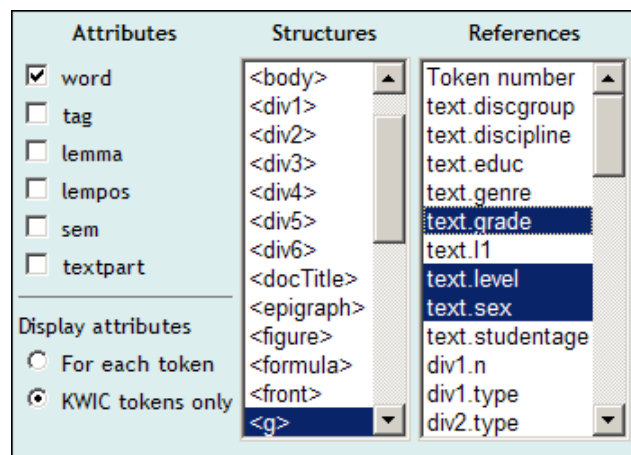 Attributes
word
tag
lemma
lempos
sem
textpart
Display attributes
For each token
KWIC tokens only
Structures
<body>
<div1>
<div2>
<div3>
<div4>
<div5>
<div6>
<docTitle>
<epigraph>
<figure>
<formula>
<front>
<g>
References
Token number
text.discgroup
text.discipline
text.educ
text.genre
text.grade
text.l1
text.level
text.sex
text.studentage
div1.n
div1.type
div2.type